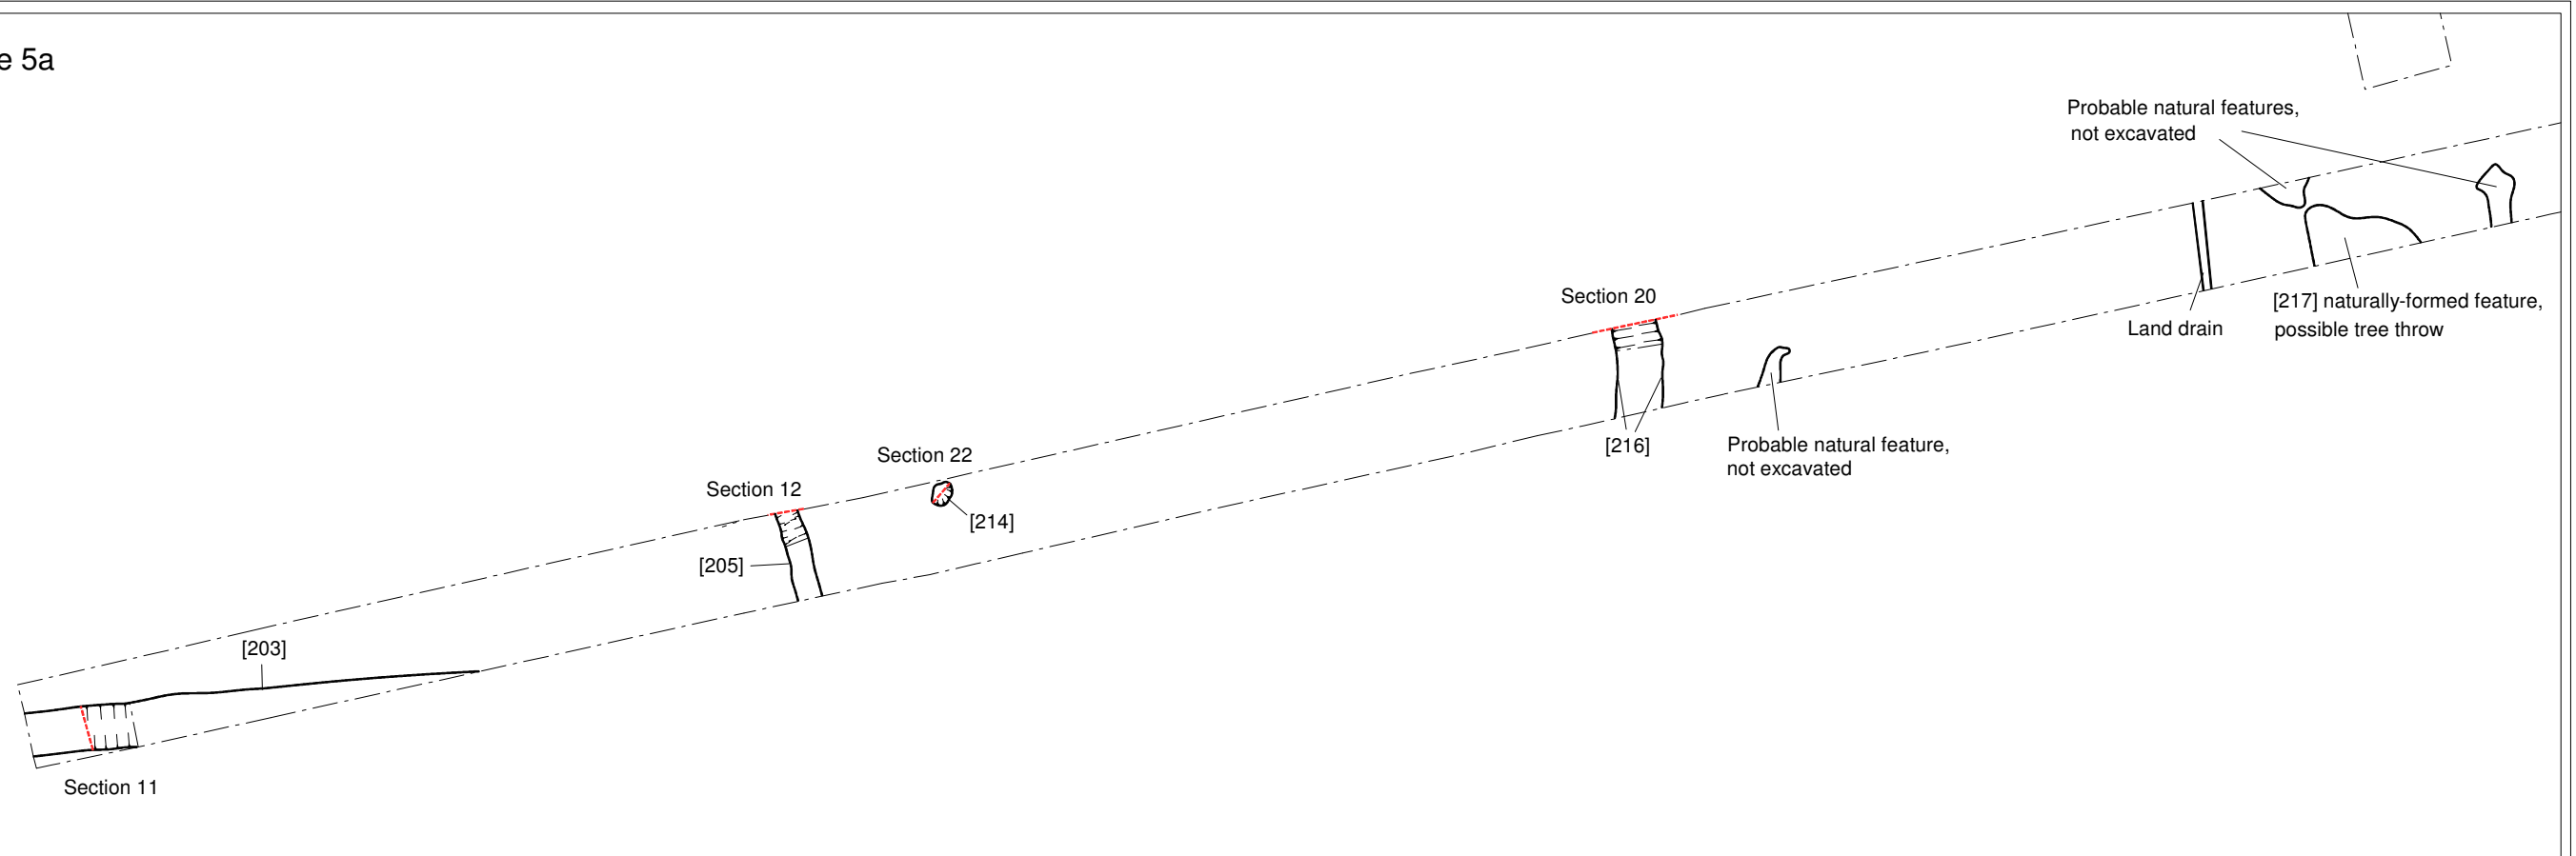 e 5a
Probable natural features,
not excavated
Section 20
[217] naturally-formed feature,
possible tree throw
Land drain
[216]
Probable natural feature,
not excavated
Section 22
Section 12
[214]
[205]
[203]
Section 11